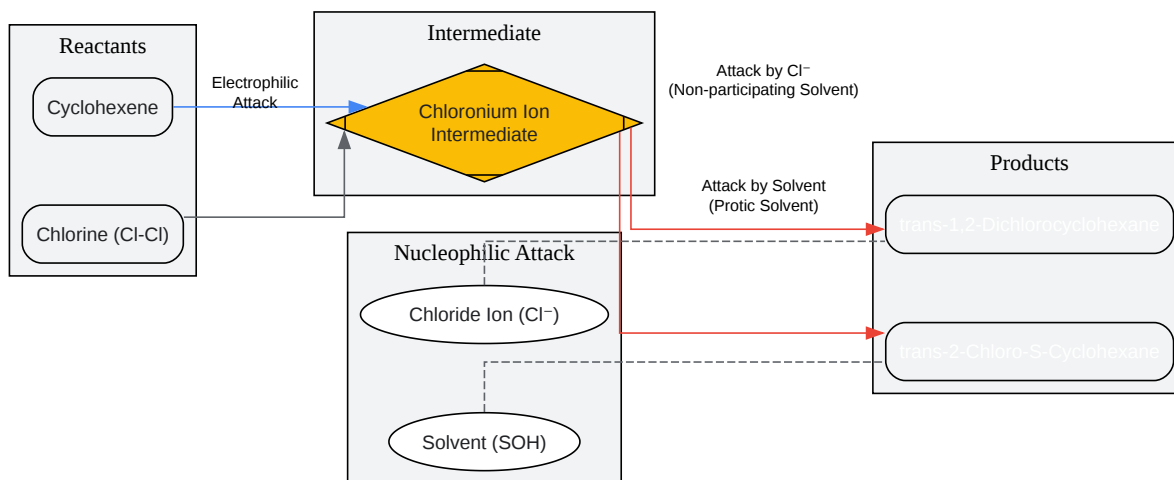 Reactants
Cyclohexene
Chlorine (Cl-Cl)
Electrophilic
Attack
Intermediate
Chloronium Ion
Intermediate
Attack by Cl⁻
(Non-participating Solvent)
Attack by Solvent
(Protic Solvent)
Nucleophilic Attack
Chloride Ion (Cl⁻)
Solvent (SOH)
Products
trans-1,2-Dichlorocyclohexane
trans-2-Chloro-S-Cyclohexane